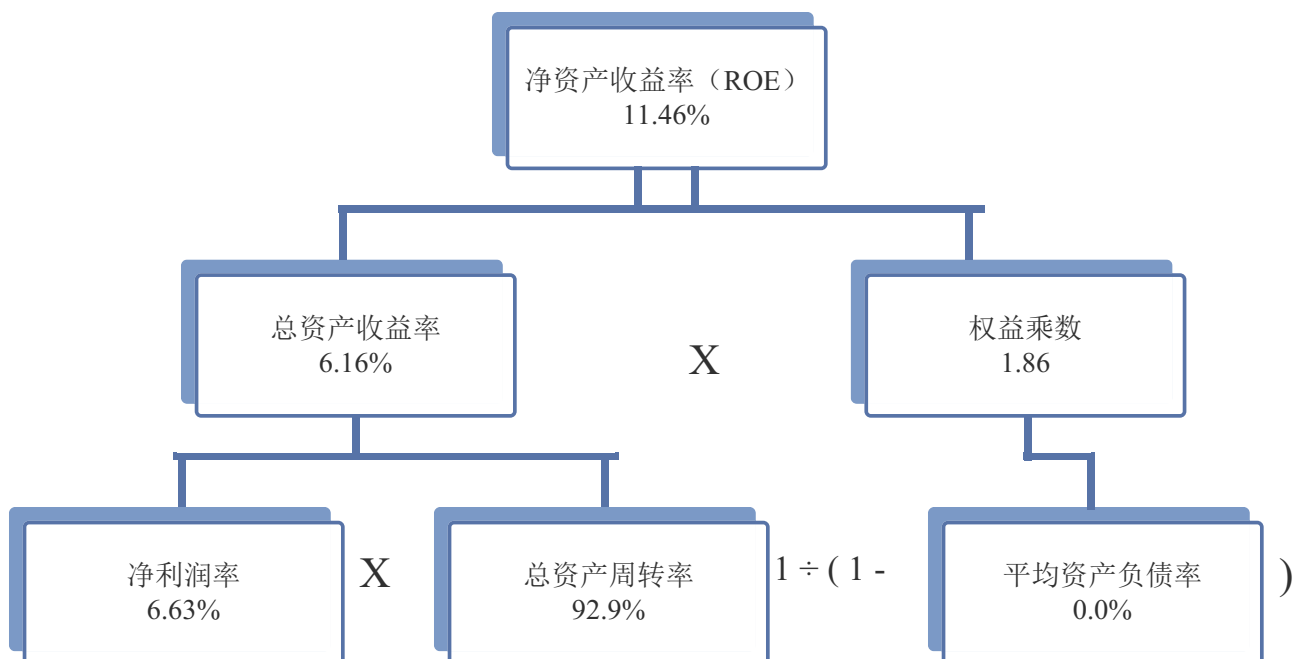 净资产收益率（ROE）
11.46%
总资产收益率
6.16%
X
权益乘数
1.86
净利润率
6.63%
X
总资产周转率
92.9%
1 ÷ ( 1 -
平均资产负债率
0.0%
)